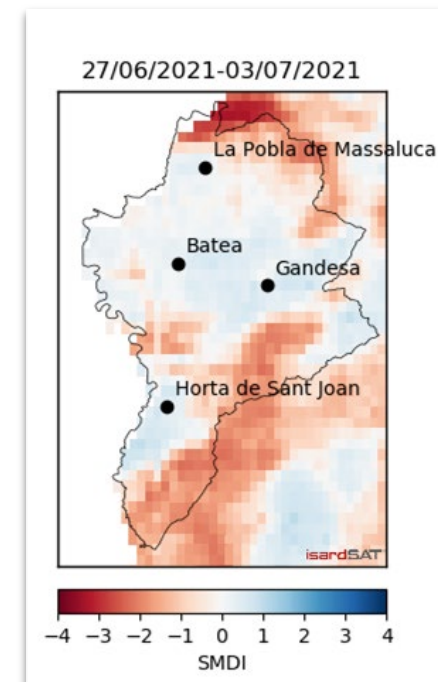 27/06/2021-03/07/2021
La Pobla de Massaluca
Batea
Gandesa
Horta de Sant Joan
isardSAT
−4 −3 −2 −1 0 1 2 3 4
SMDI